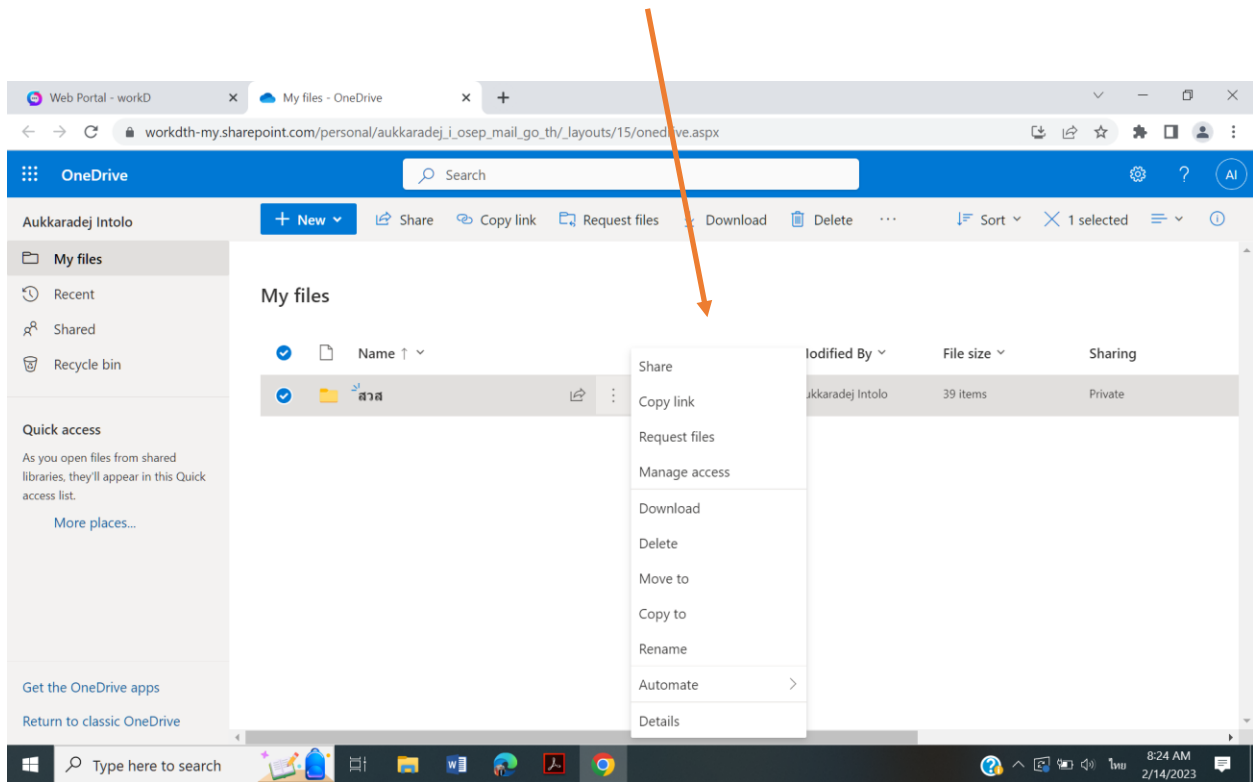 Web Portal - workD
My files - OneDrive
workdth-my.sharepoint.com/personal/aukkaradej_i_osep_mail_go_th/_layouts/15/onedrive.aspx
OneDrive
Search
AI
Aukkaradej Intolo
New
Share
Copy link
Request files
Download
Delete
Sort
1 selected
My files
Recent
Shared
Recycle bin
Quick access
As you open files from shared
libraries, they'll appear in this Quick
access list.
More places...
Get the OneDrive apps
Return to classic OneDrive
My files
Name
Modified By
File size
Sharing
สวส
Aukkaradej Intolo
39 items
Private
Share
Copy link
Request files
Manage access
Download
Delete
Move to
Copy to
Rename
Automate
Details
Type here to search
ไทย
8:24 AM
2/14/2023